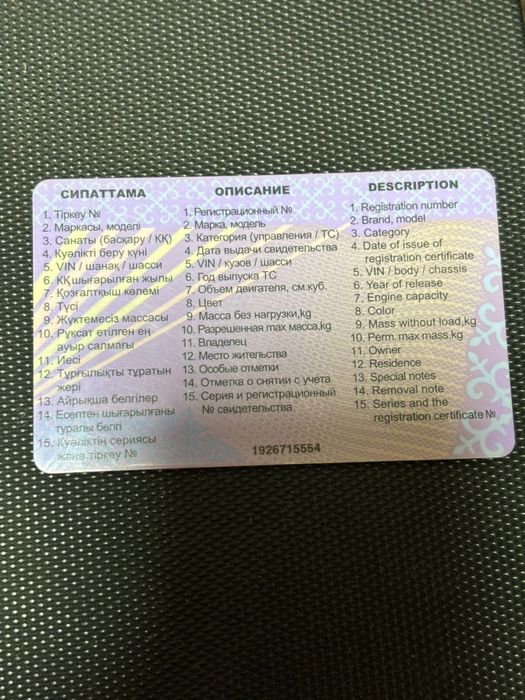 СИПАТТАМА
1. Тіркеу №
2. Маркасы, моделі
3. Санаты (басқару / КҚ)
4. Куәлікті беру күні
5. VIN / шанақ / шасси
6. КҚшығарылған жылы
7. Қозғалтқыш көлемі
8. Түсі
9. Жүктемесіз массасы
10. Рұқсат етілген ең
ауыр салмағы
11. Иесі
12. Тұрғылықты тұратын
жері
13. Айрықша белгілер
14. Есептен шығарылғаны
туралы белгі
15. Куәліктің сериясы
және тіркеу №
ОПИСАНИЕ
1. Регистрационный №
2. Марка, модель
3. Категория (управления / ТС)
4. Дата выдачи свидетельства
5. VIN / кузов / шасси
6. Год выпуска ТС
7. Объем двигателя, см.куб.
8. Цвет
9. Масса без нагрузки,kg
10. Разрешенная max масса,kg
11. Владелец
12. Место жительства
13. Особые отметки
14. Отметка о снятии с учета
15. Серия и регистрационный
№ свидетельства
DESCRIPTION
1. Registration number
2. Brand, model
3. Category
4. Date of issue of
registration certificate
5. VIN / body / chassis
6. Year of release
7. Engine capacity
8. Color
9. Mass without load,kg
10. Perm. max mass,kg
11. Owner
12. Residence
13. Special notes
14. Removal note
15. Series and the
registration certificate №
1926715554